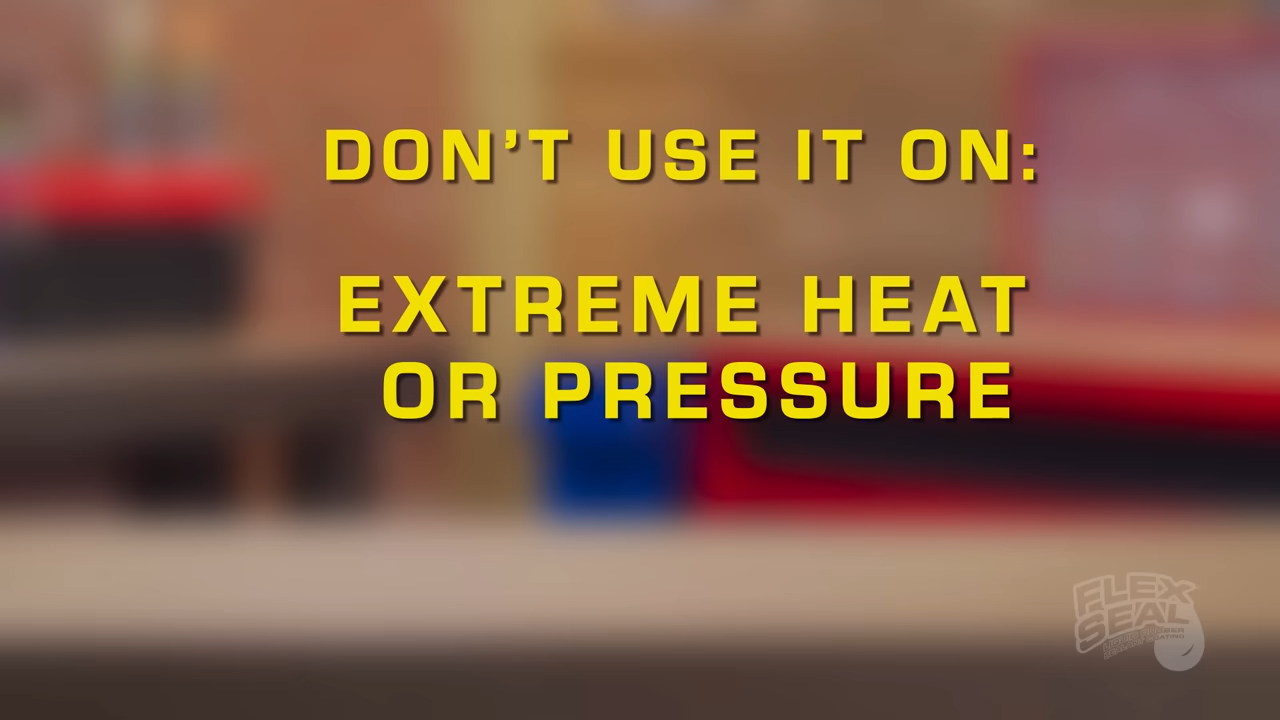 DON’T USE IT ON:
EXTREME HEAT
OR PRESSURE
FLEX
SEAL